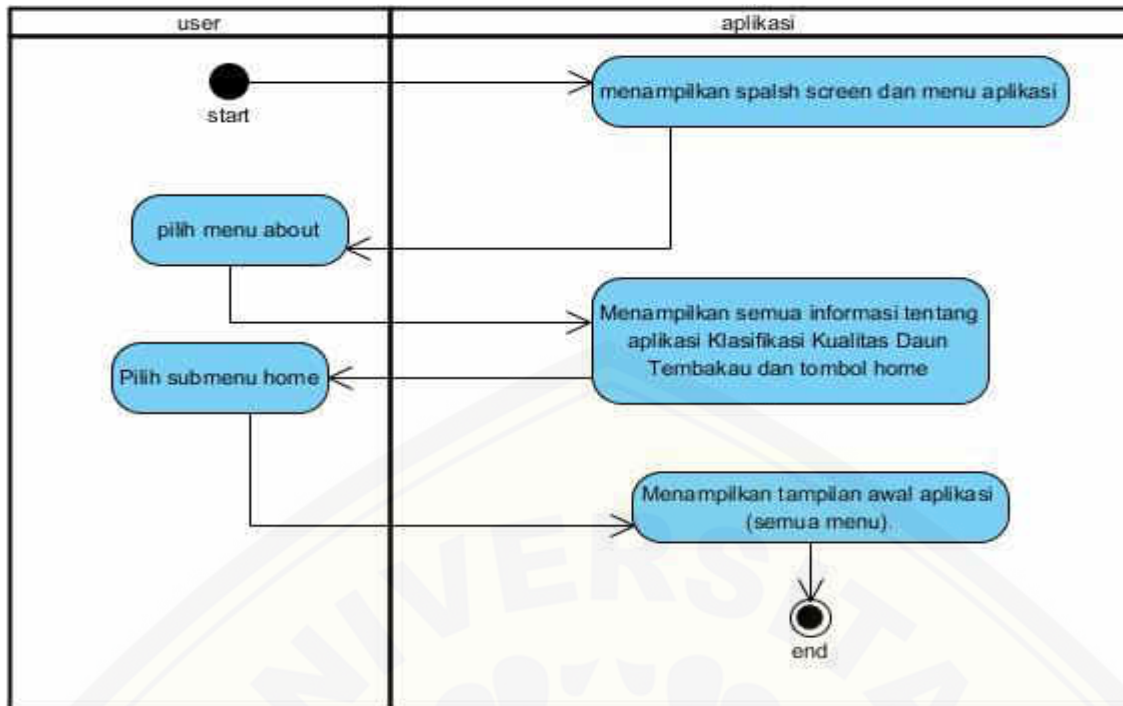 user
aplikasi
start
menampilkan spalsh screen dan menu aplikasi
pilih menu about
Menampilkan semua informasi tentang
aplikasi Klasifikasi Kualitas Daun
Tembakau dan tombol home
Pilih submenu home
Menampilkan tampilan awal aplikasi
(semua menu).
end
NIVERSITA